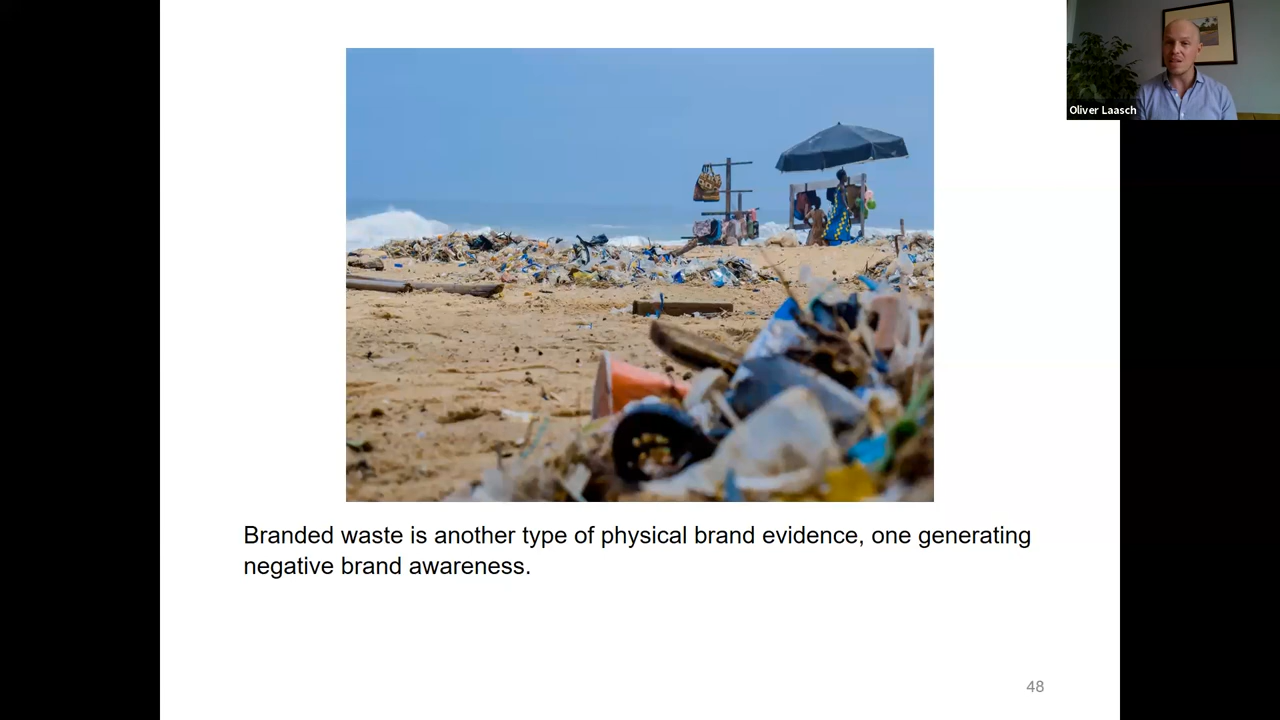 Oliver Laasch
Branded waste is another type of physical brand evidence, one generating
negative brand awareness.
48